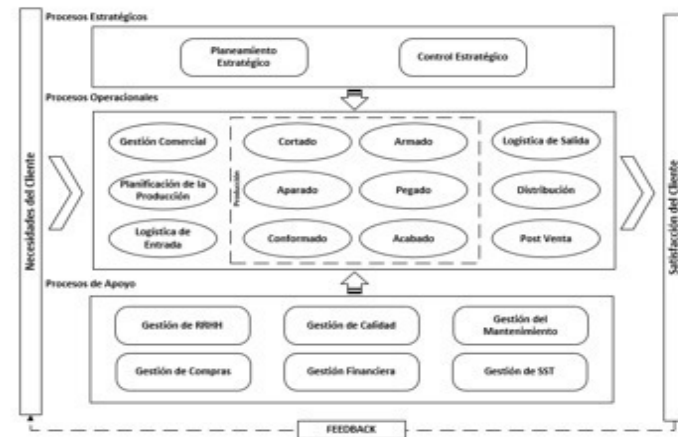 Procesos Estratégicos
Planeamiento
Estratégico
Control Estratégico
Procesos Operacionales
Necesidades del Cliente
Gestión Comercial
Planificación de la
Producción
Logística de
Entrada
Producción
Cortado
Armado
Aparado
Pegado
Conformado
Acabado
Logística de Salida
Distribución
Post Venta
Satisfacción del Cliente
Procesos de Apoyo
Gestión de RRHH
Gestión de Calidad
Gestión del
Mantenimiento
Gestión de Compras
Gestión Financiera
Gestión de SST
FEEDBACK